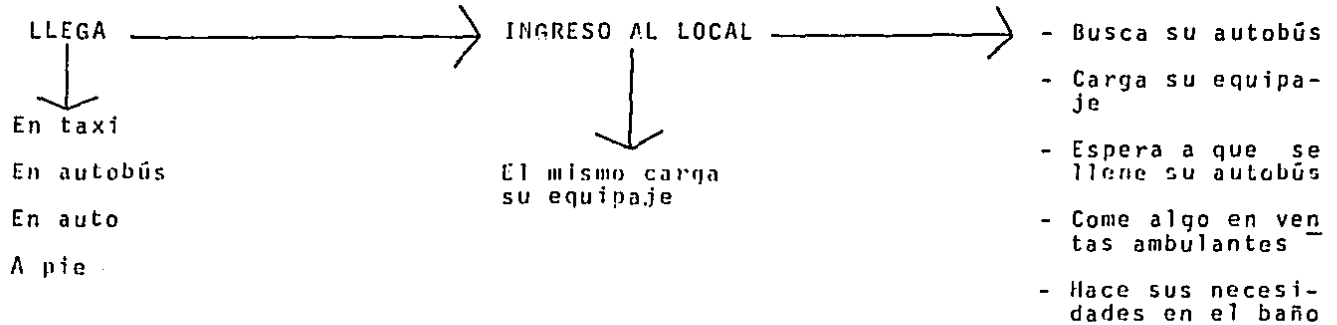 LLEGA
En taxi
En autobús
En auto
A pie
INGRESO AL LOCAL
El mismo carga
su equipaje
- Busca su autobús
- Carga su equipa-
je
- Espera a que se
llene su autobús
- Come algo en ven
tas ambulantes
- Hace sus necesi-
dades en el baño